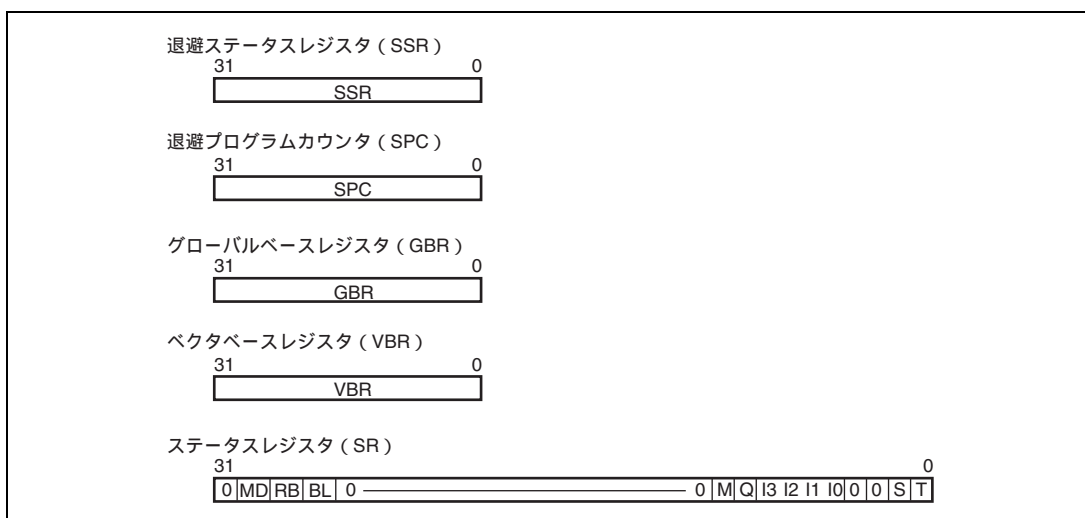 退避ステータスレジスタ ( SSR )
31 0
SSR
退避プログラムカウンタ ( SPC )
31 0
SPC
グローバルベースレジスタ ( GBR )
31 0
GBR
ベクタベースレジスタ ( VBR )
31 0
VBR
ステータスレジスタ ( SR )
31 0
0 MD RB BL 0 0 M Q I3 I2 I1 I0 0 0 S T